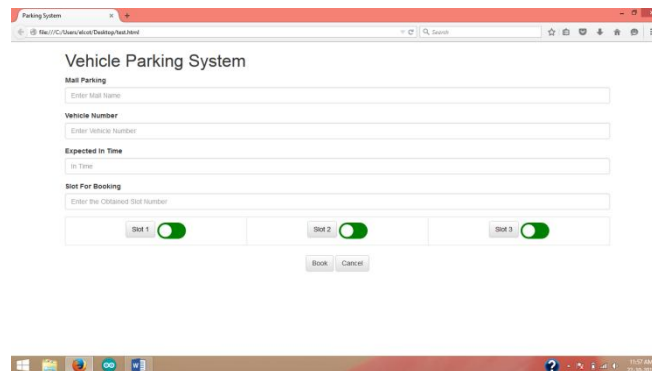 Parking System
file:///C:/Users/alcot/Desktop/test.html
Search
Vehicle Parking System
Mall Parking
Enter Mall Name
Vehicle Number
Enter Vehicle Number
Expected In Time
In Time
Slot For Booking
Enter the Obtained Slot Number
Slot 1 Slot 2 Slot 3
Book Cancel
11:57 AM